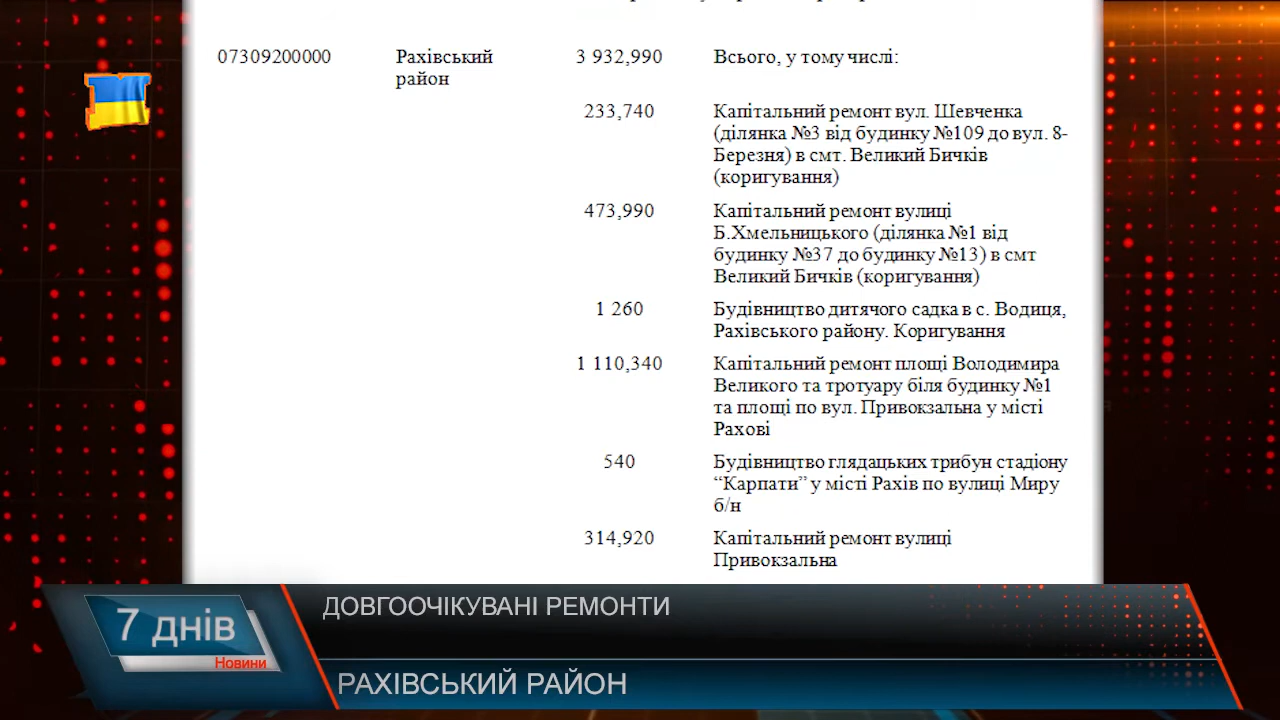 07309200000 Рахівський район 3 932,990 Всього, у тому числі:
233,740 Капітальний ремонт вул. Шевченка
(ділянка №3 від будинку №109 до вул. 8-
Березня) в смт. Великий Бичків
(коригування)
473,990 Капітальний ремонт вулиці
Б.Хмельницького (ділянка №1 від
будинку №37 до будинку №13) в смт
Великий Бичків (коригування)
1 260 Будівництво дитячого садка в с. Водиця,
Рахівського району. Коригування
1 110,340 Капітальний ремонт площі Володимира
Великого та тротуару біля будинку №1
та площі по вул. Привокзальна у місті
Рахові
540 Будівництво глядацьких трибун стадіону
“Карпати” у місті Рахів по вулиці Миру
б/н
314,920 Капітальний ремонт вулиці
Привокзальна
7 днів
Новини
ДОВГООЧІКУВАНІ РЕМОНТИ
РАХІВСЬКИЙ РАЙОН